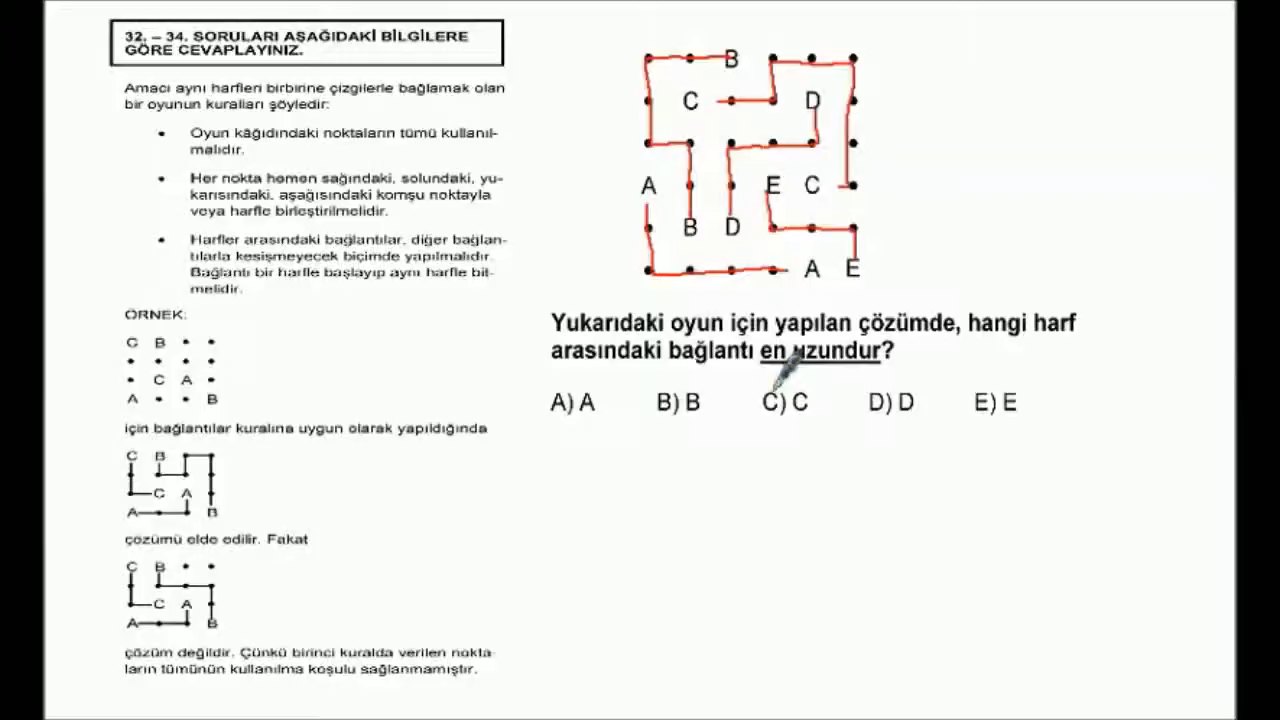 32. – 34. SORULARI AŞAĞIDAKİ BİLGİLERE
GÖRE CEVAPLAYINIZ.
Amacı aynı harfleri birbirine çizgilerle bağlamak olan
bir oyunun kuralları şöyledir:
• Oyun kâğıdındaki noktaların tümü kullanıl-
malıdır.
• Her nokta hemen sağındaki, solundaki, yu-
karısındaki, aşağısındaki komşu noktayla
veya harfle birleştirilmelidir.
• Harfler arasındaki bağlantılar, diğer bağlan-
tılarla kesişmeyecek biçimde yapılmalıdır.
Bağlantı bir harfle başlayıp aynı harfle bit-
melidir.
ÖRNEK:
C B
C A
A B
için bağlantılar kuralına uygun olarak yapıldığında
C B
C A
A B
çözümü elde edilir. Fakat
C B
C A
A B
çözüm değildir. Çünkü birinci kuralda verilen nokta
ların tümünün kullanılma koşulu sağlanmamıştır.
B
C D
A E C
B D
A E
Yukarıdaki oyun için yapılan çözümde, hangi harf
arasındaki bağlantı en uzundur?
A) A B) B C) C D) D E) E